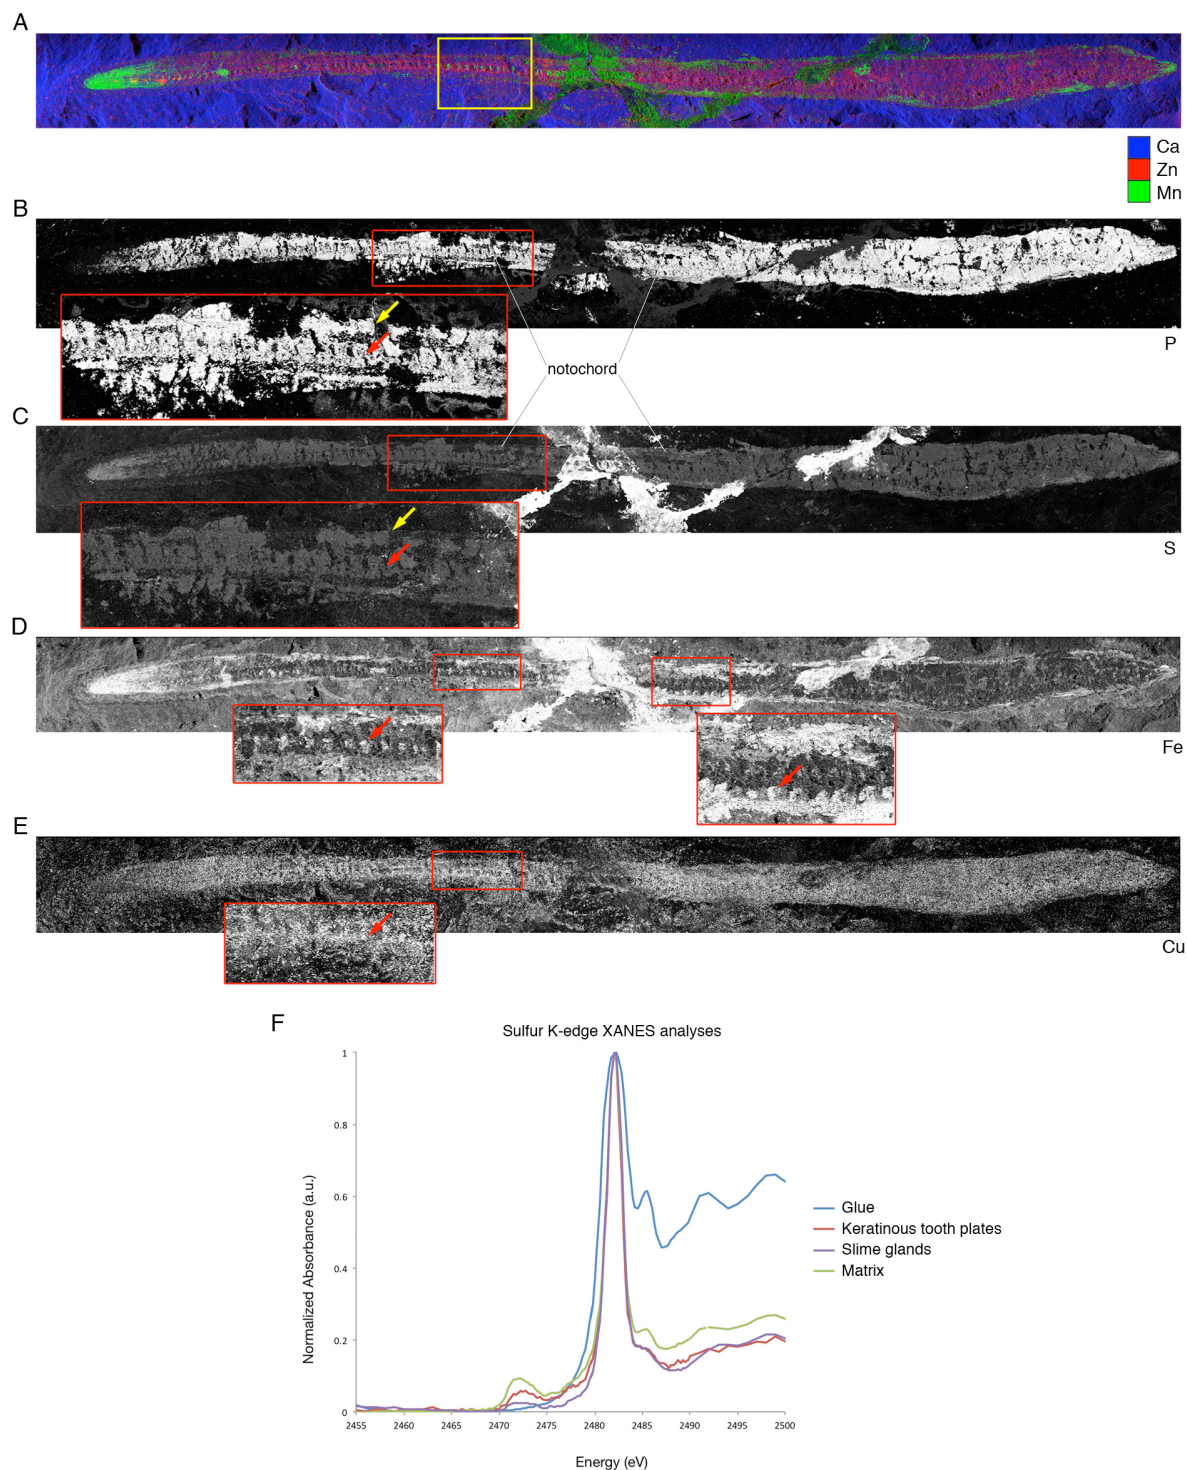 A
Ca
Zn
Mn
B
P
notochord
C
S
D
Fe
E
Cu
F
Sulfur K-edge XANES analyses
Normalized Absorbance (a.u.)
1
0.8
0.6
0.4
0.2
0
2455 2460 2465 2470 2475 2480 2485 2490 2495 2500
Energy (eV)
Glue
Keratinous tooth plates
Slime glands
Matrix